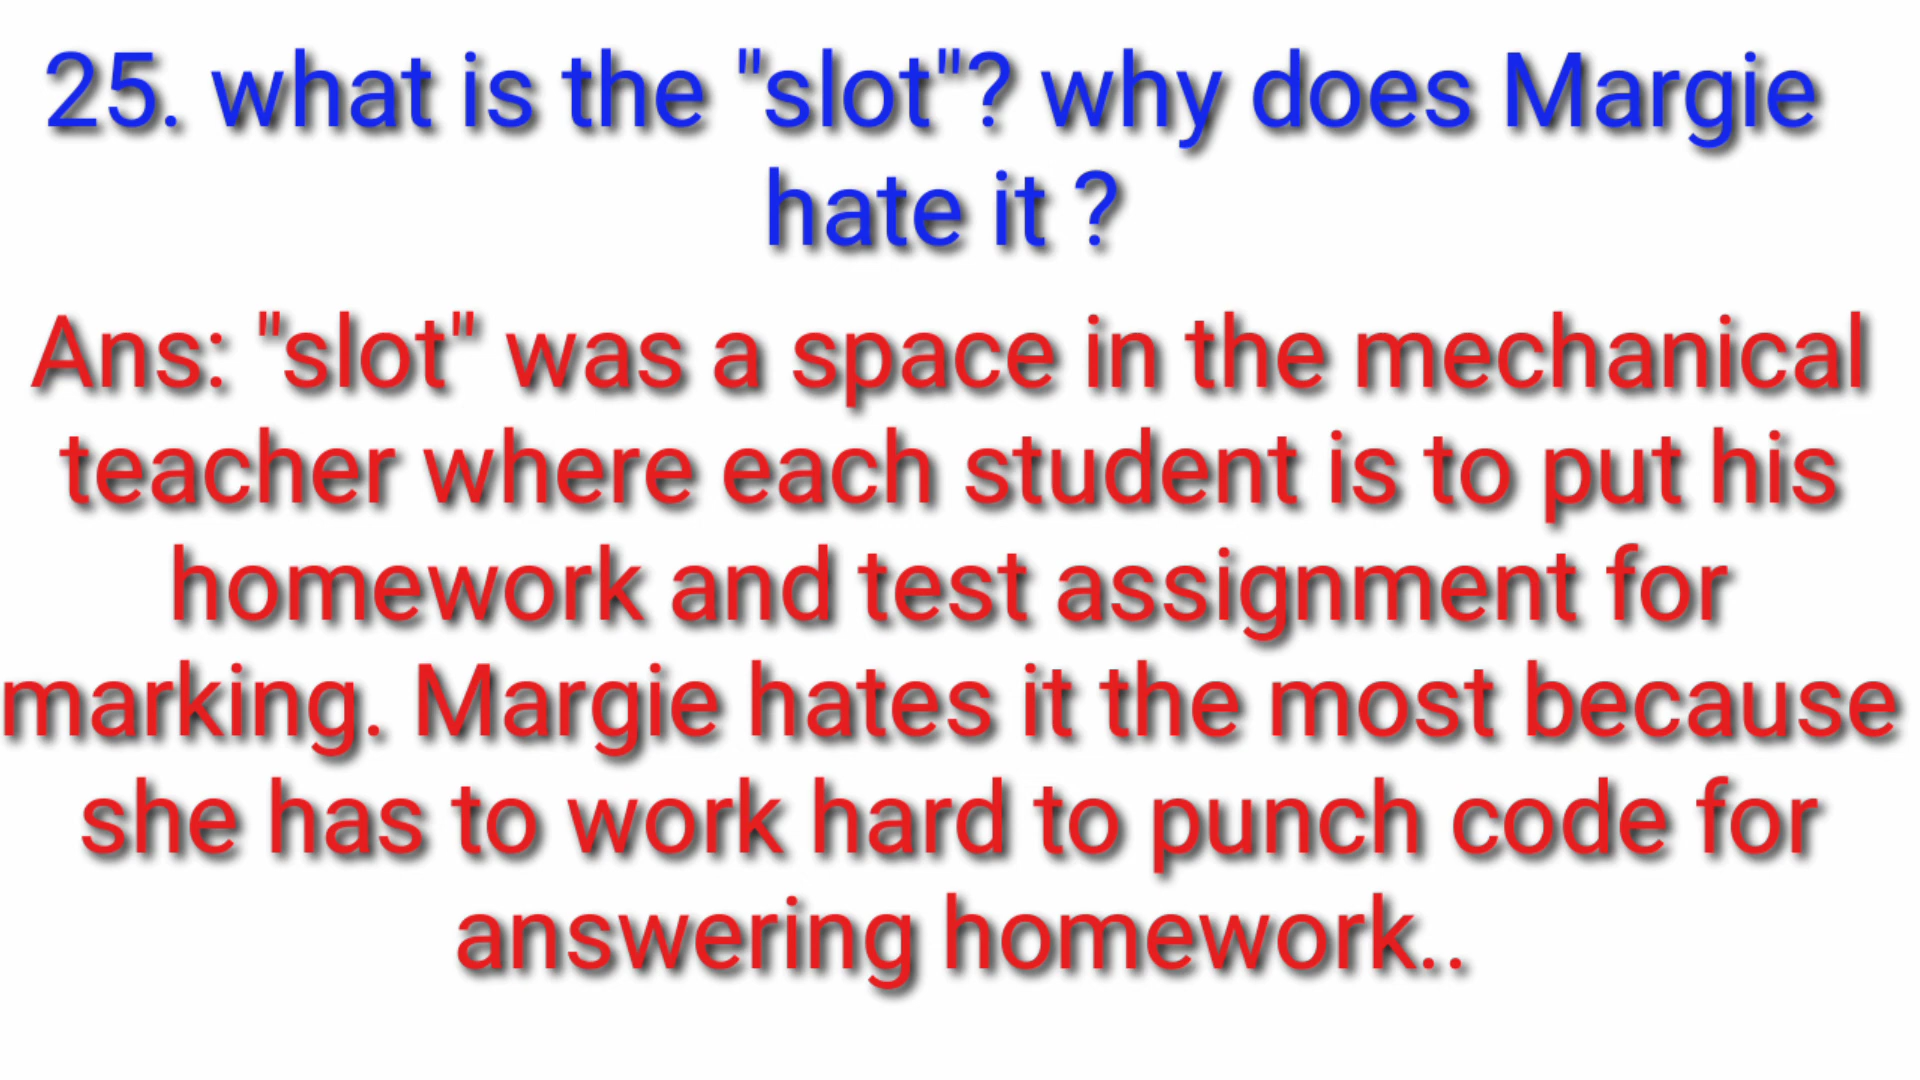 25. what is the "slot"? why does Margie
hate it ?
Ans: "slot" was a space in the mechanical
teacher where each student is to put his
homework and test assignment for
marking. Margie hates it the most because
she has to work hard to punch code for
answering homework..